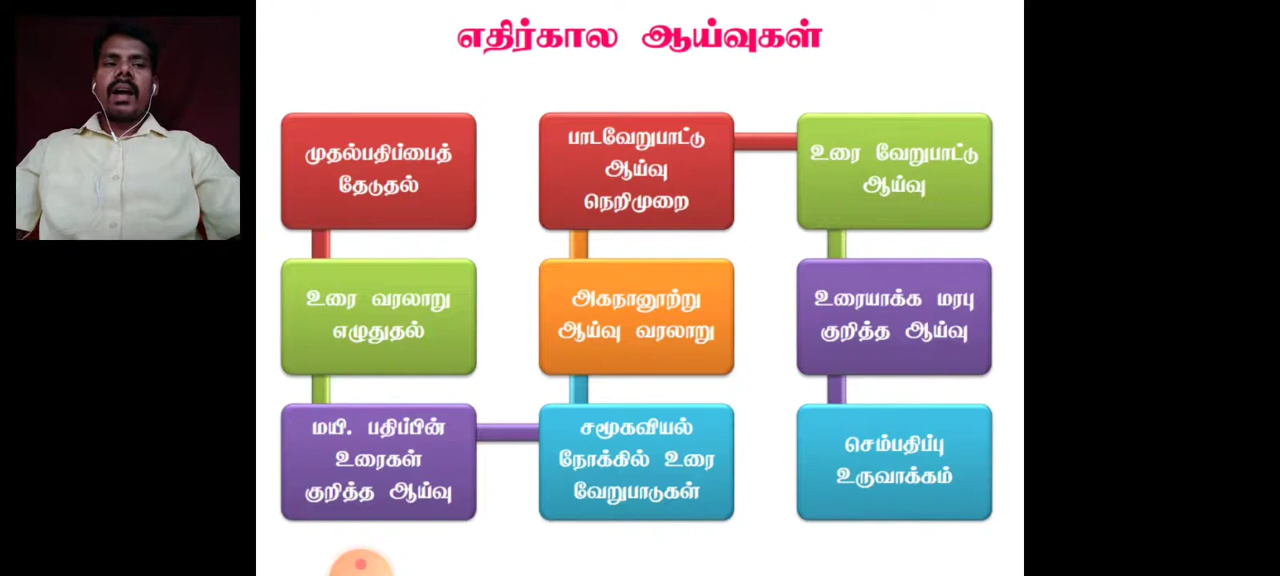 எதிர்கால ஆய்வுகள்
முதல்பதிப்பைத்
தேடுதல்
உரை வரலாறு
எழுதுதல்
மயி. பதிப்பின்
உரைகள்
குறித்த ஆய்வு
சமூகவியல்
நோக்கில் உரை
வேறுபாடுகள்
அகநானூற்று
ஆய்வு வரலாறு
பாடவேறுபாட்டு
ஆய்வு
நெறிமுறை
உரை வேறுபாட்டு
ஆய்வு
உரையாக்க மரபு
குறித்த ஆய்வு
செம்பதிப்பு
உருவாக்கம்